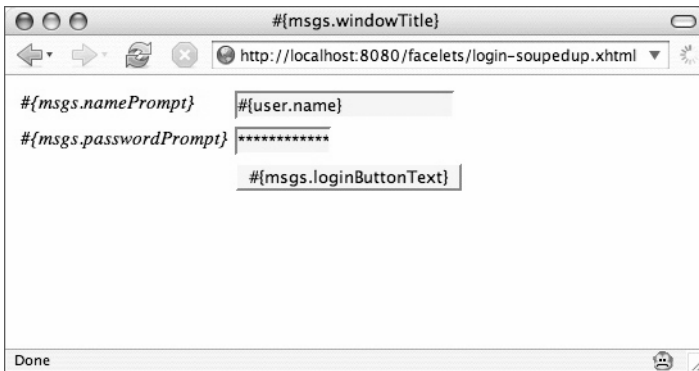 #{msgs.windowTitle}
http://localhost:8080/facelets/login-soupedup.xhtml
#{msgs.namePrompt} #{user.name}
#{msgs.passwordPrompt} ************
#{msgs.loginButtonText}
Done